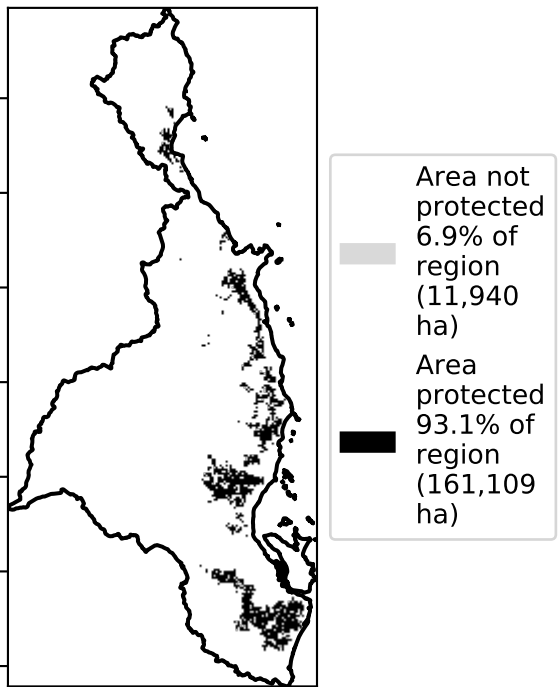 Area not
protected
6.9% of
region
(11,940
ha)
Area
protected
93.1% of
region
(161,109
ha)